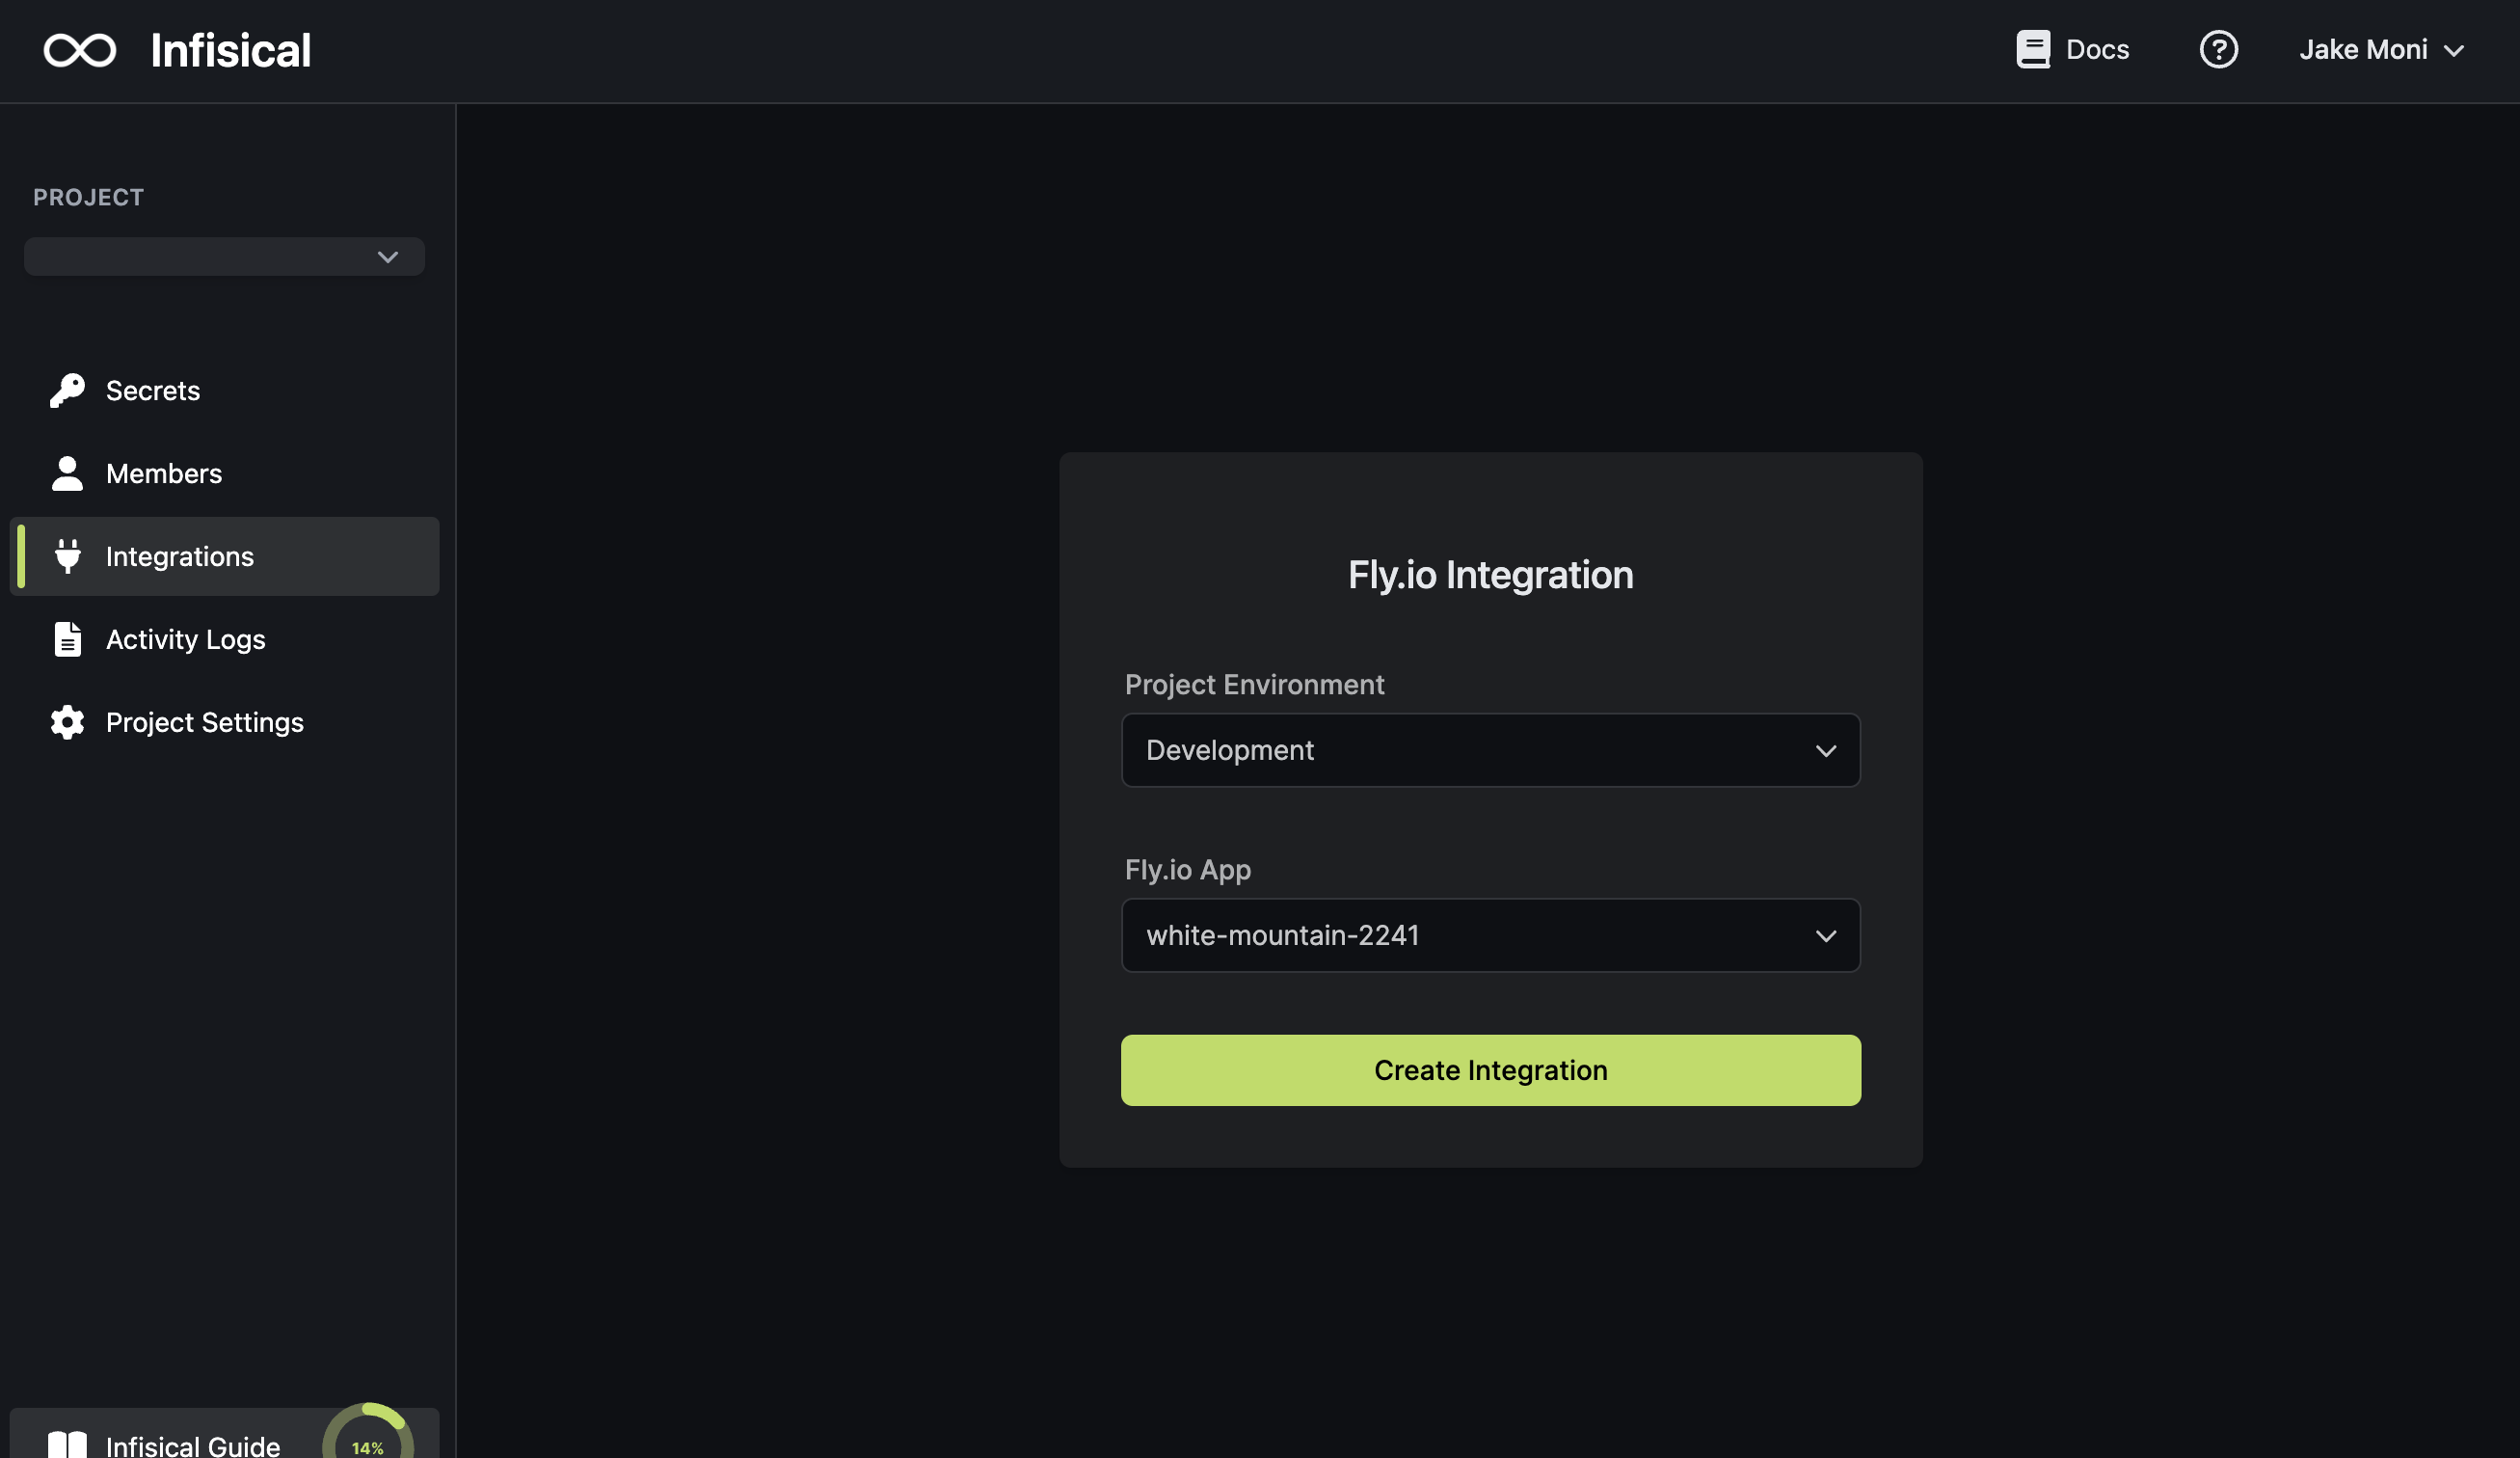 Infisical
Docs
Jake Moni
PROJECT
Secrets
Members
Integrations
Activity Logs
Project Settings
Fly.io Integration
Project Environment
Development
Fly.io App
white-mountain-2241
Create Integration
Infisical Guide
14%